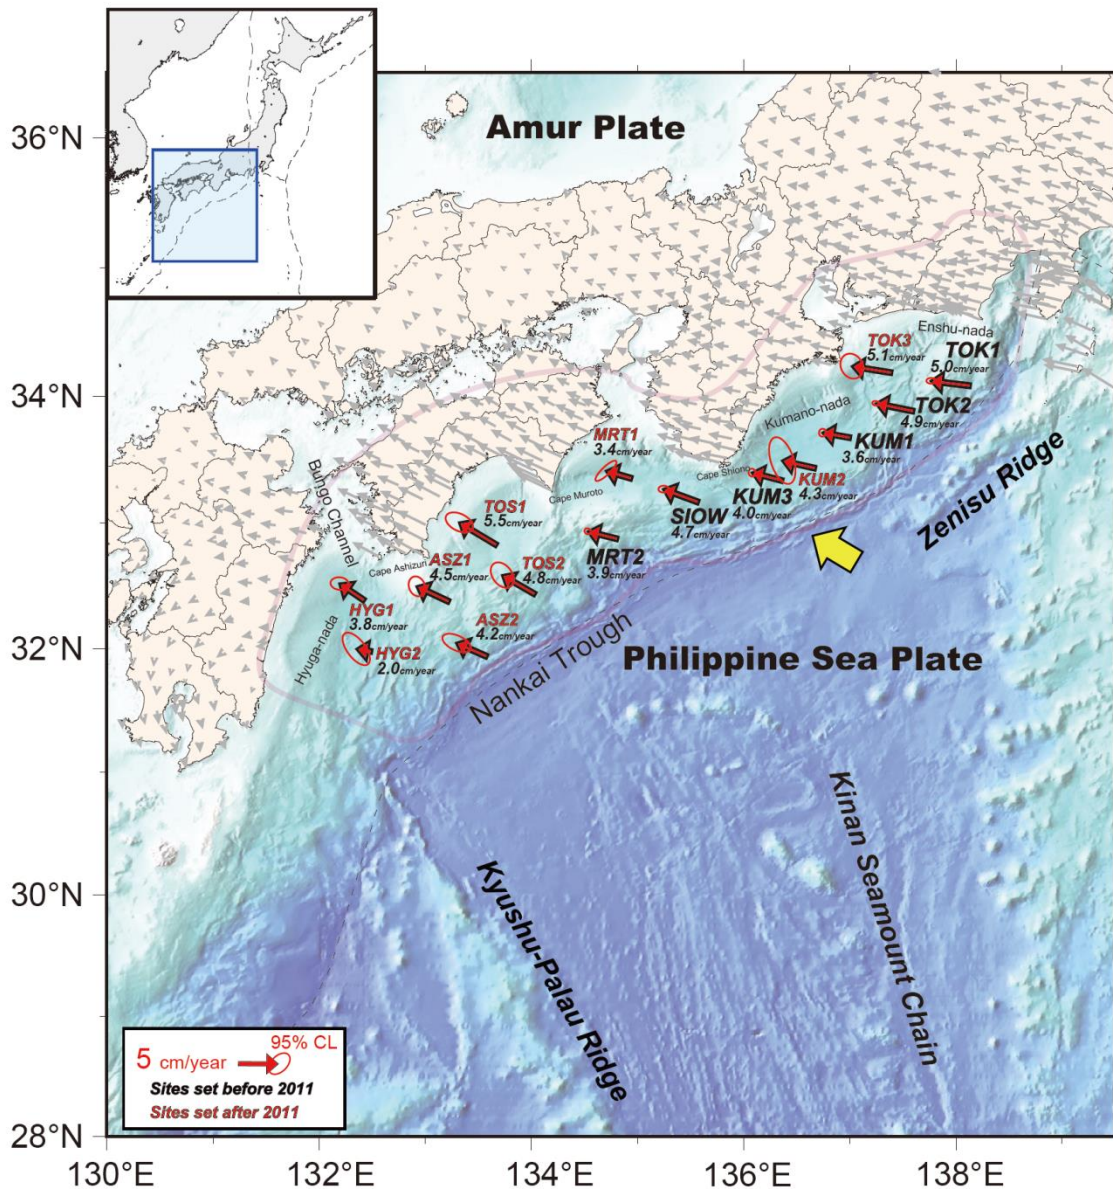 Amur Plate
36°N
34°N
32°N
30°N
28°N
Enshu-nada
TOK3
5.1cm/year
TOK1
5.0cm/year
TOK2
4.9cm/year
Kumano-nada
KUM1
3.6cm/year
KUM2
4.3cm/year
Cape Shiono
KUM3
4.0cm/year
MRT1
3.4cm/year
Cape Muroto
SIOW
4.7cm/year
MRT2
3.9cm/year
Zenisu Ridge
Bungo Channel
TOS1
5.5cm/year
Cape Ashizuri
ASZ1
4.5cm/year
TOS2
4.8cm/year
HYG1
3.8cm/year
ASZ2
4.2cm/year
HYG2
2.0cm/year
Hyuga-nada
Nankai Trough
Philippine Sea Plate
Kyushu-Palau Ridge
Kinan Seamount Chain
95% CL
5 cm/year
Sites set before 2011
Sites set after 2011
130°E
132°E
134°E
136°E
138°E